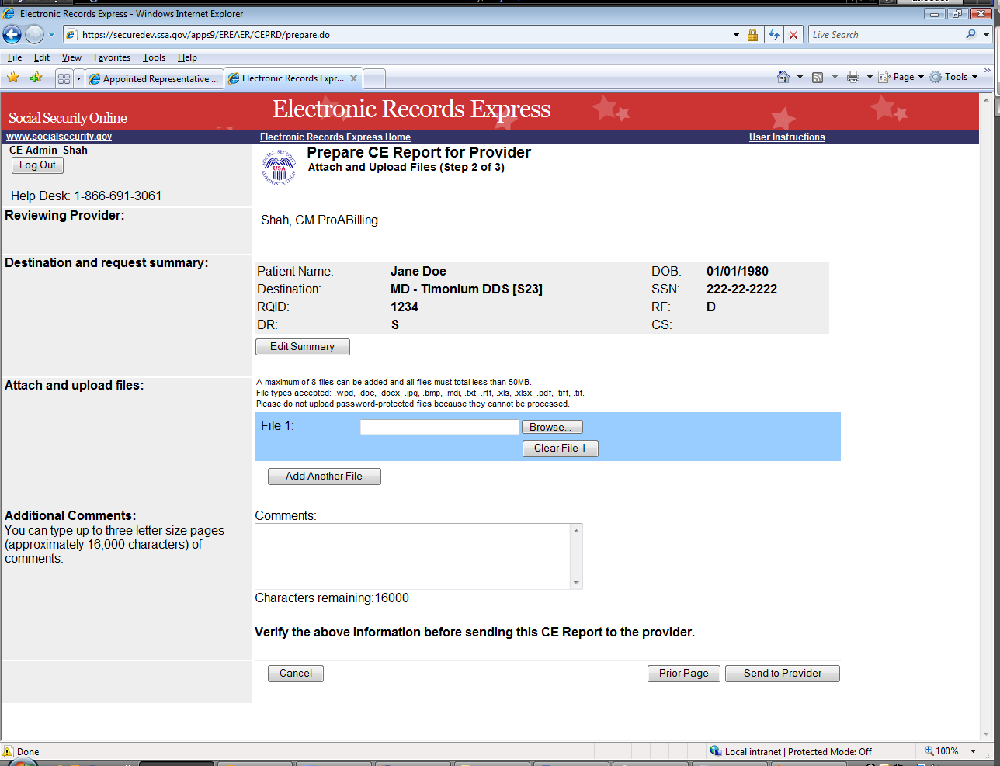 Electronic Records Express - Windows Internet Explorer
https://securedev.ssa.gov/apps9/EREAER/CEPRD/prepare.do
Live Search
File Edit View Favorites Tools Help
Appointed Representative ...
Electronic Records Expr...
Page
Tools
Social Security Online
Electronic Records Express
www.socialsecurity.gov
Electronic Records Express Home
User Instructions
CE Admin Shah
Log Out
Help Desk: 1-866-691-3061
SOCIAL SECURITY ADMINISTRATION
USA
Prepare CE Report for Provider
Attach and Upload Files (Step 2 of 3)
Reviewing Provider:
Shah, CM ProABilling
Destination and request summary:
Patient Name: Jane Doe DOB: 01/01/1980
Destination: MD - Timonium DDS [S23] SSN: 222-22-2222
RQID: 1234 RF: D
DR: S CS:
Edit Summary
Attach and upload files:
A maximum of 8 files can be added and all files must total less than 50MB.
File types accepted: .wpd, .doc, .docx, .jpg, .bmp, .mdi, .txt, .rtf, .xls, .xlsx, .pdf, .tiff, .tif.
Please do not upload password-protected files because they cannot be processed.
File 1:
Browse...
Clear File 1
Add Another File
Additional Comments:
You can type up to three letter size pages
(approximately 16,000 characters) of
comments.
Comments:
Characters remaining:16000
Verify the above information before sending this CE Report to the provider.
Cancel
Prior Page
Send to Provider
Done
Local intranet | Protected Mode: Off
100%